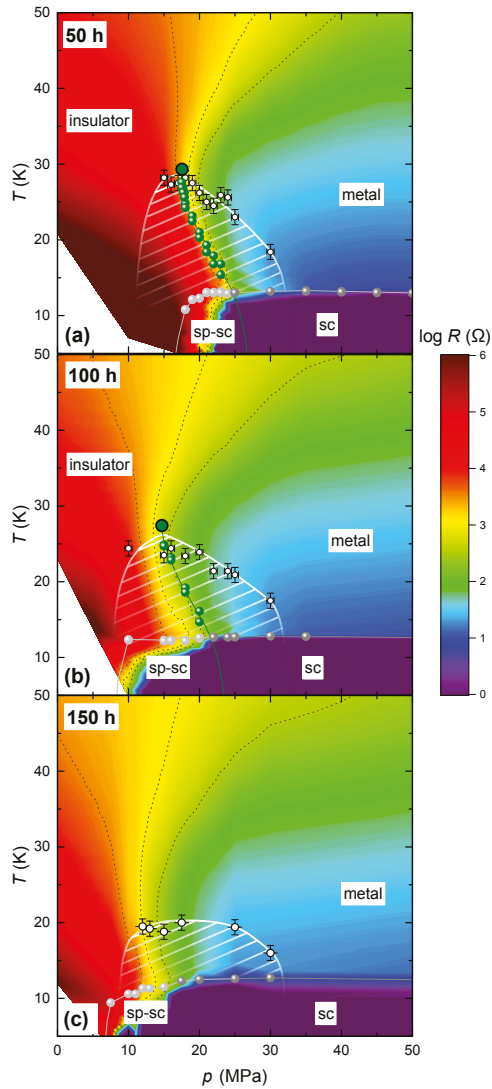 50 h
insulator
metal
sp-sc
sc
(a)
T (K)
50
40
30
20
10
log R (Ω)
6
5
4
3
2
1
0
100 h
insulator
metal
sp-sc
sc
(b)
T (K)
50
40
30
20
10
150 h
metal
sp-sc
sc
(c)
T (K)
50
40
30
20
10
0 10 20 30 40 50
p (MPa)